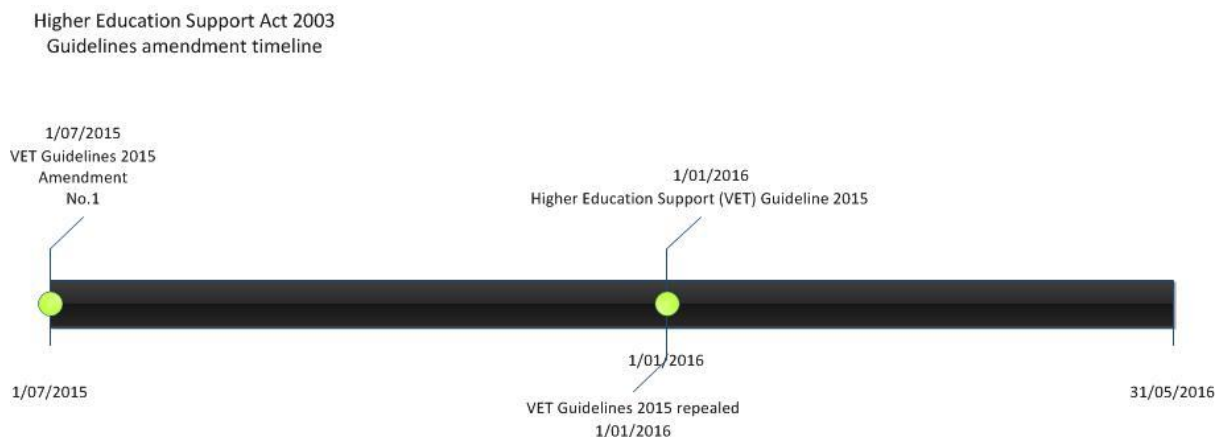 Higher Education Support Act 2003
Guidelines amendment timeline
1/07/2015
VET Guidelines 2015
Amendment
No.1
1/01/2016
Higher Education Support (VET) Guideline 2015
1/01/2016
1/07/2015
31/05/2016
VET Guidelines 2015 repealed
1/01/2016